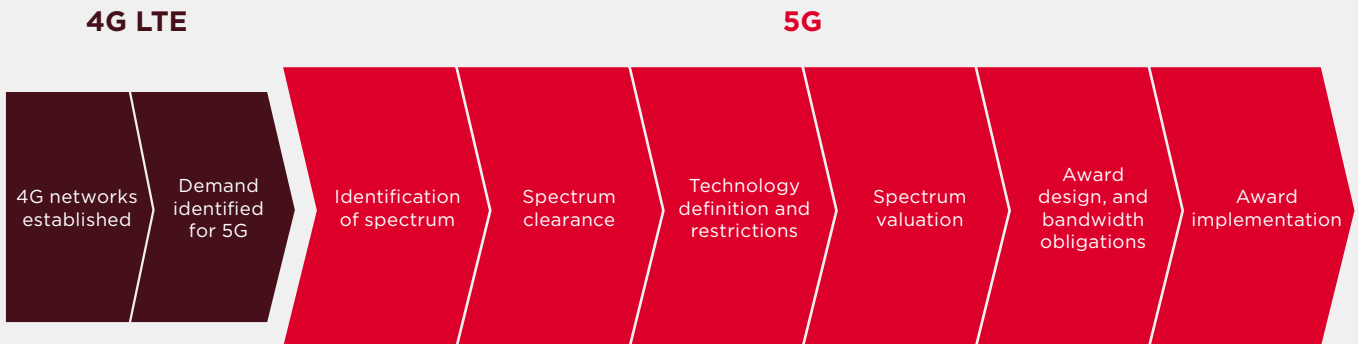 4G LTE
5G
4G networks
established
Demand
identified
for 5G
Identification
of spectrum
Spectrum
clearance
Technology
definition and
restrictions
Spectrum
valuation
Award
design, and
bandwidth
obligations
Award
implementation